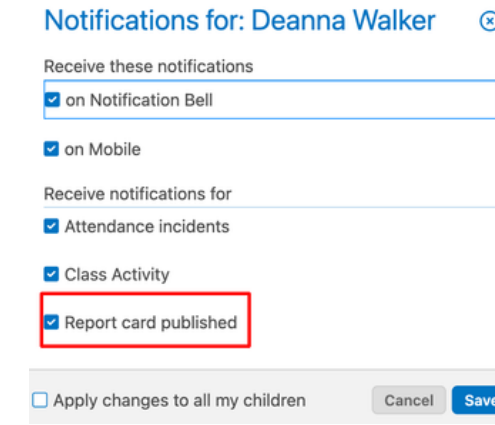 Notifications for: Deanna Walker
Receive these notifications
on Notification Bell
on Mobile
Receive notifications for
Attendance incidents
Class Activity
Report card published
Apply changes to all my children
Cancel
Save